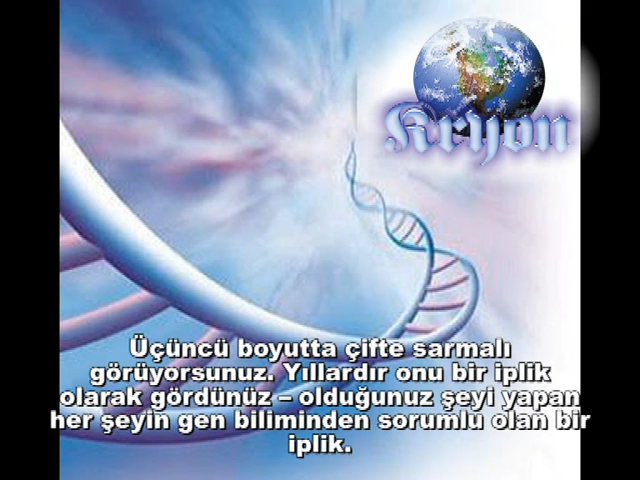 Kryon
Üçüncü boyutta çifte sarmalı
görüyorsunuz. Yıllardır onu bir iplik
olarak gördünüz – olduğunuz şeyi yapan
her şeyin gen biliminden sorumlu olan bir
iplik.